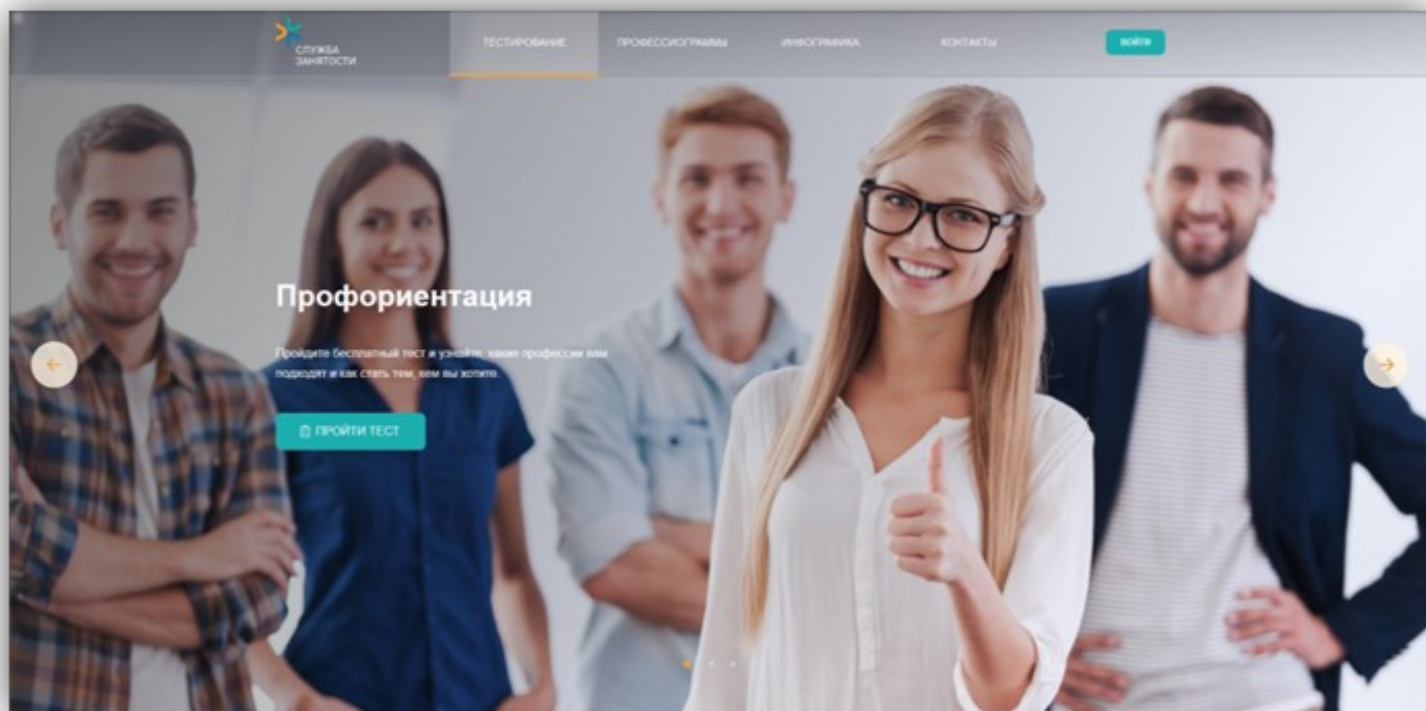 СЛУЖБА
ЗАНЯТОСТИ
ТЕСТИРОВАНИЕ
ПРОФЕССИОГРАММЫ
ИНФОГРАФИКА
КОНТАКТЫ
ВОЙТИ
Профориентация
Пройдите бесплатный тест и узнайте, какие профессии вам
подходят и как стать тем, кем вы хотите.
ПРОЙТИ ТЕСТ